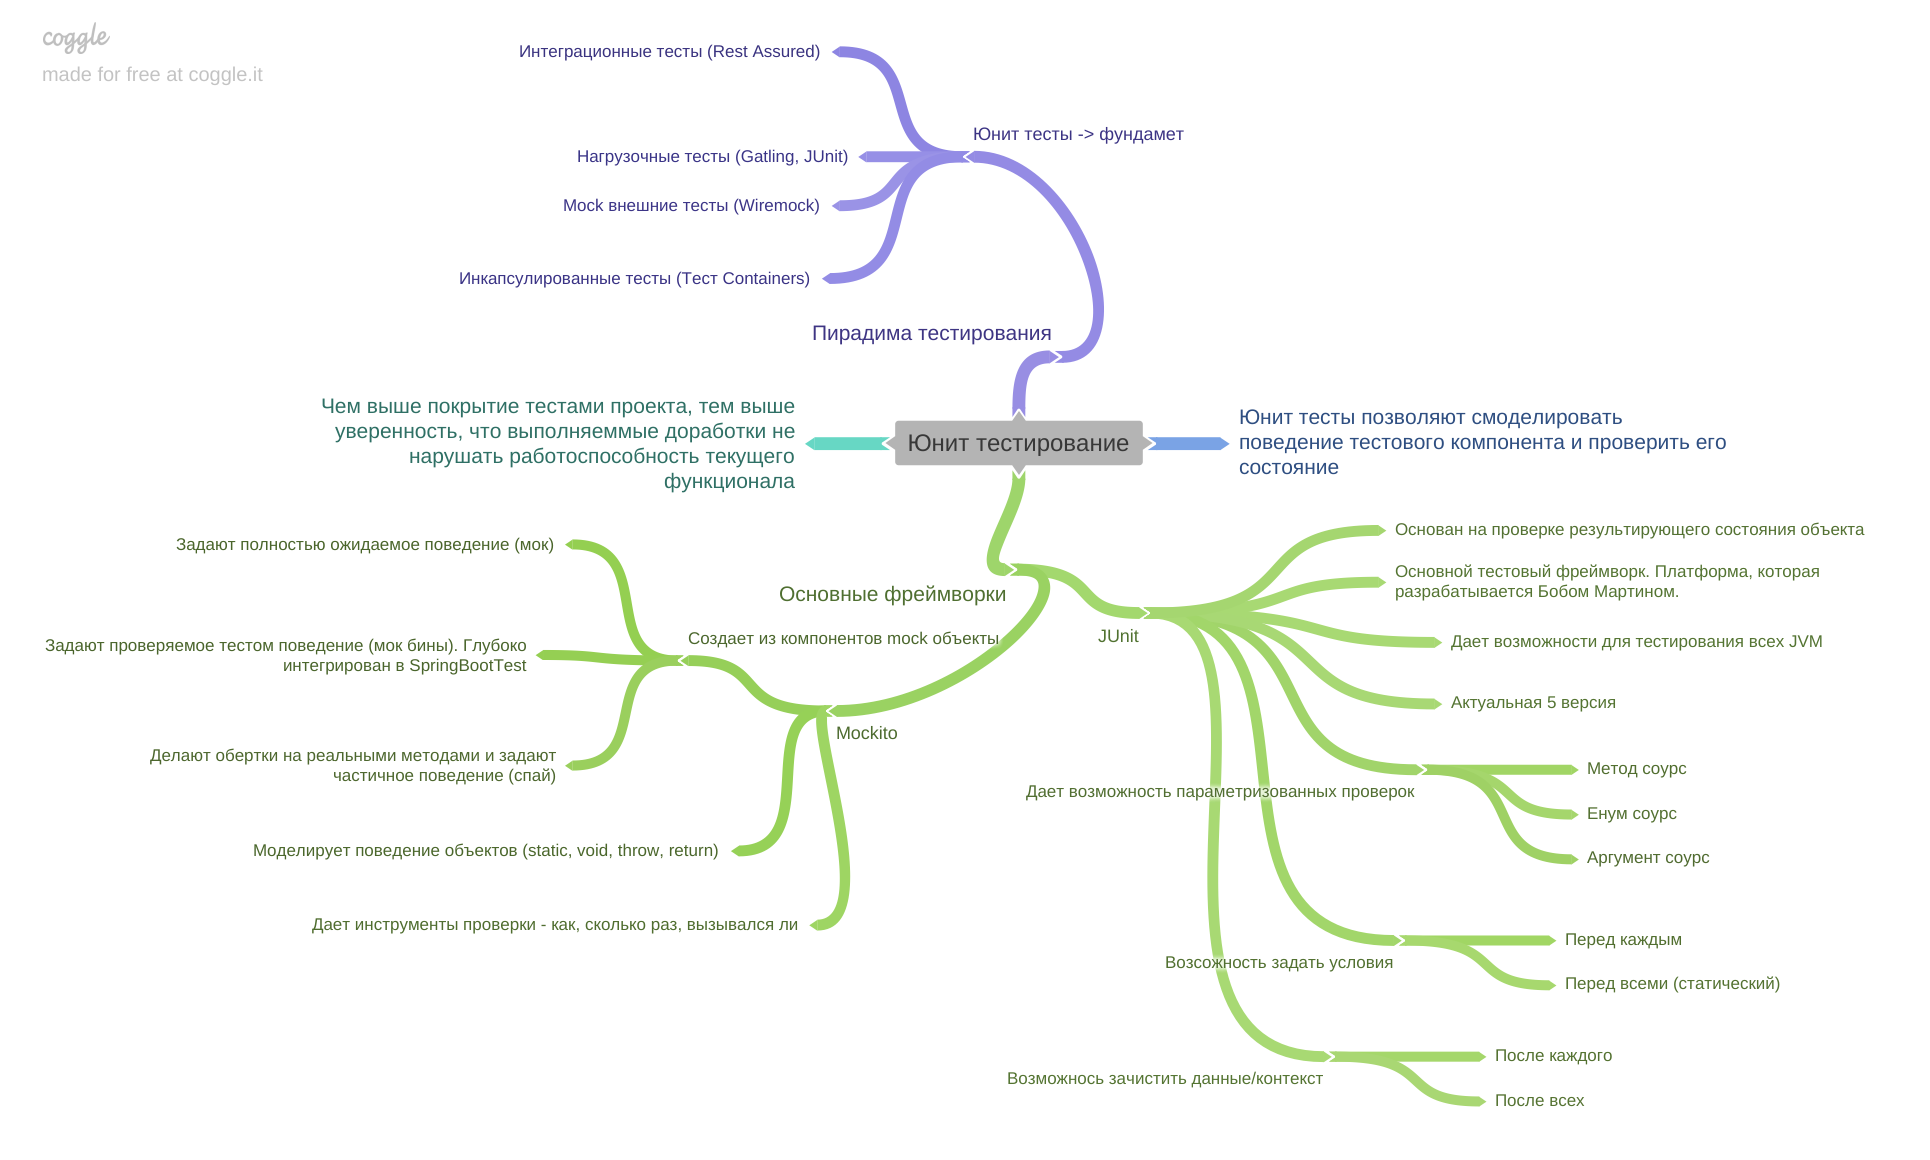 coggle
made for free at coggle.it
Интеграционные тесты (Rest Assured)
Юнит тесты -> фундамет
Нагрузочные тесты (Gatling, JUnit)
Mock внешние тесты (Wiremock)
Инкапсулированные тесты (Тест Containers)
Пирадима тестирования
Чем выше покрытие тестами проекта, тем выше
уверенность, что выполняеммые доработки не
нарушать работоспособность текущего
функционала
Юнит тестирование
Юнит тесты позволяют смоделировать
поведение тестового компонента и проверить его
состояние
Основные фреймворки
Создает из компонентов mock объекты
Задают полностью ожидаемое поведение (мок)
Задают проверяемое тестом поведение (мок бины). Глубоко
интегрирован в SpringBootTest
Делают обертки на реальными методами и задают
частичное поведение (спай)
Mockito
Моделирует поведение объектов (static, void, throw, return)
Дает инструменты проверки - как, сколько раз, вызывался ли
JUnit
Основан на проверке результирующего состояния объекта
Основной тестовый фреймворк. Платформа, которая
разрабатывается Бобом Мартином.
Дает возможности для тестирования всех JVM
Актуальная 5 версия
Дает возможность параметризованных проверок
Метод соурс
Енум соурс
Аргумент соурс
Возсожность задать условия
Перед каждым
Перед всеми (статический)
Возможнось зачистить данные/контекст
После каждого
После всех